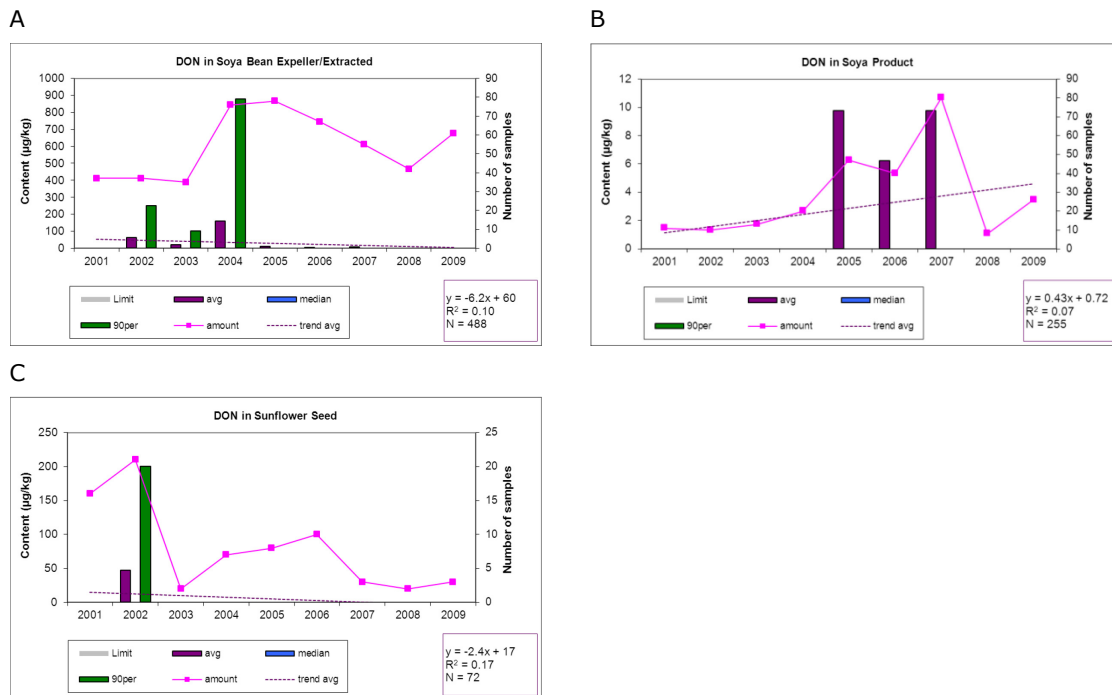 A
DON in Soya Bean Expeller/Extracted
Content (µg/kg)
1000
900
800
700
600
500
400
300
200
100
0
90
80
70
60
50
40
30
20
10
0
Number of samples
2001 2002 2003 2004 2005 2006 2007 2008 2009
Limit avg median
90per amount trend avg
y = -6.2x + 60
R² = 0.10
N = 488
B
DON in Soya Product
Content (µg/kg)
12
10
8
6
4
2
0
90
80
70
60
50
40
30
20
10
0
Number of samples
2001 2002 2003 2004 2005 2006 2007 2008 2009
Limit avg median
90per amount trend avg
y = 0.43x + 0.72
R² = 0.07
N = 255
C
DON in Sunflower Seed
Content (µg/kg)
250
200
150
100
50
0
25
20
15
10
5
0
Number of samples
2001 2002 2003 2004 2005 2006 2007 2008 2009
Limit avg median
90per amount trend avg
y = -2.4x + 17
R² = 0.17
N = 72